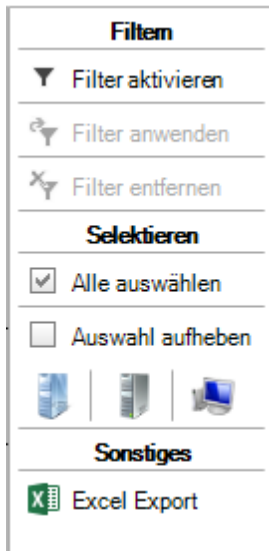 Filtern
Filter aktivieren
Filter anwenden
Filter entfernen
Selektieren
Alle auswählen
Auswahl aufheben
Sonstiges
Excel Export